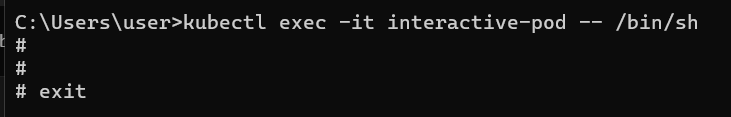 C:\Users\user>kubectl exec -it interactive-pod -- /bin/sh
#
#
# exit